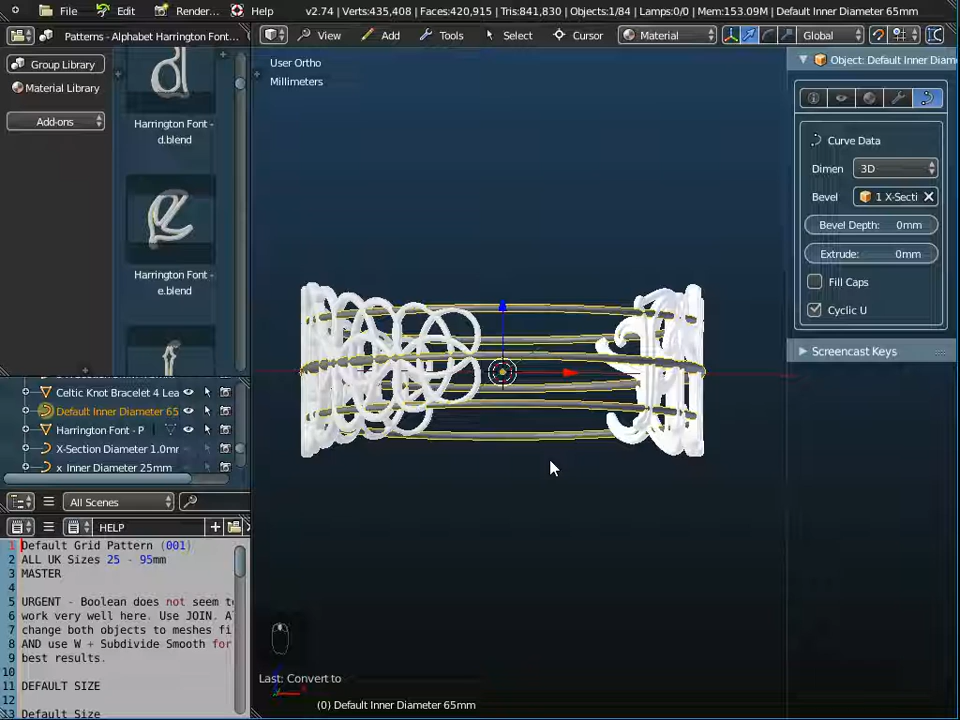 File Edit Render... Help v2.74 | Verts:435,408 | Faces:420,915 | Tris:841,830 | Objects:1/84 | Lamps:0/0 | Mem:153.09M | Default Inner Diameter 65mm
Patterns - Alphabet Harrington Font...
View Add Tools Select Cursor Material Global
Group Library
Material Library
Add-ons
Harrington Font -
d.blend
Harrington Font -
e.blend
User Ortho
Millimeters
Object: Default Inner Diam
Curve Data
Dimen 3D
Bevel 1 X-Secti
Bevel Depth: 0mm
Extrude: 0mm
Fill Caps
Cyclic U
Screencast Keys
Celtic Knot Bracelet 4 Lea
Default Inner Diameter 65
Harrington Font - P
X-Section Diameter 1.0mr
x Inner Diameter 25mm
All Scenes
HELP
1 Default Grid Pattern (001)
2 ALL UK Sizes 25 - 95mm
3 MASTER
4
5 URGENT - Boolean does not seem t
6 work very well here. Use JOIN. A
7 change both objects to meshes fi
8 AND use W + Subdivide Smooth for
9 best results.
10
11 DEFAULT SIZE
12
13 Default Size
Last: Convert to
(0) Default Inner Diameter 65mm